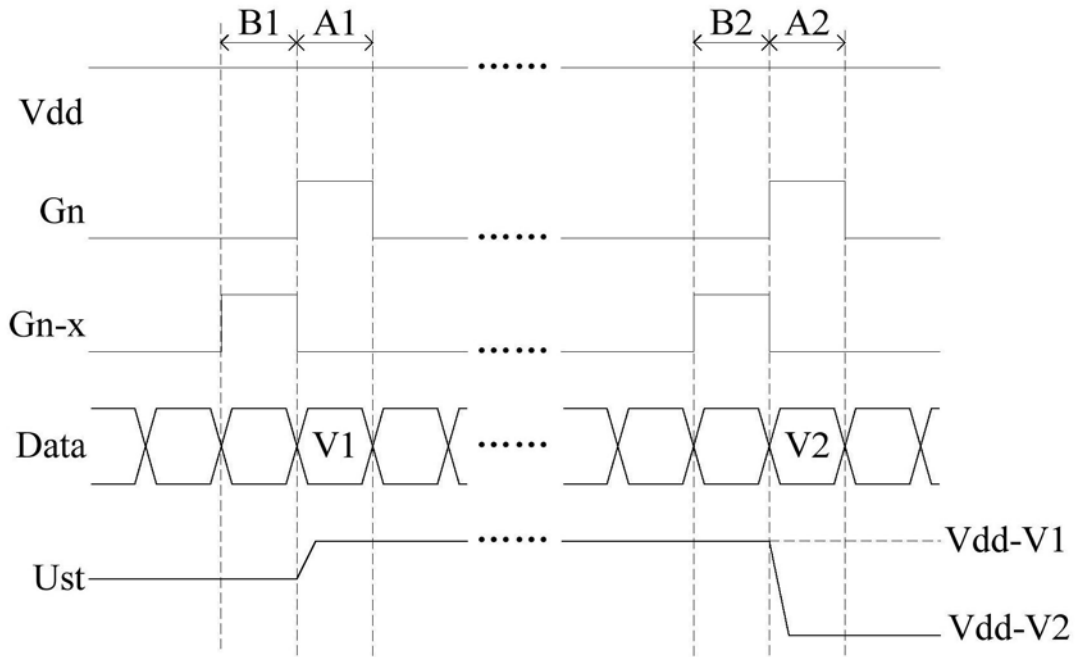 B1 A1 B2 A2
Vdd
Gn
Gn-x
Data V1 V2
Vdd-V1
Ust
Vdd-V2